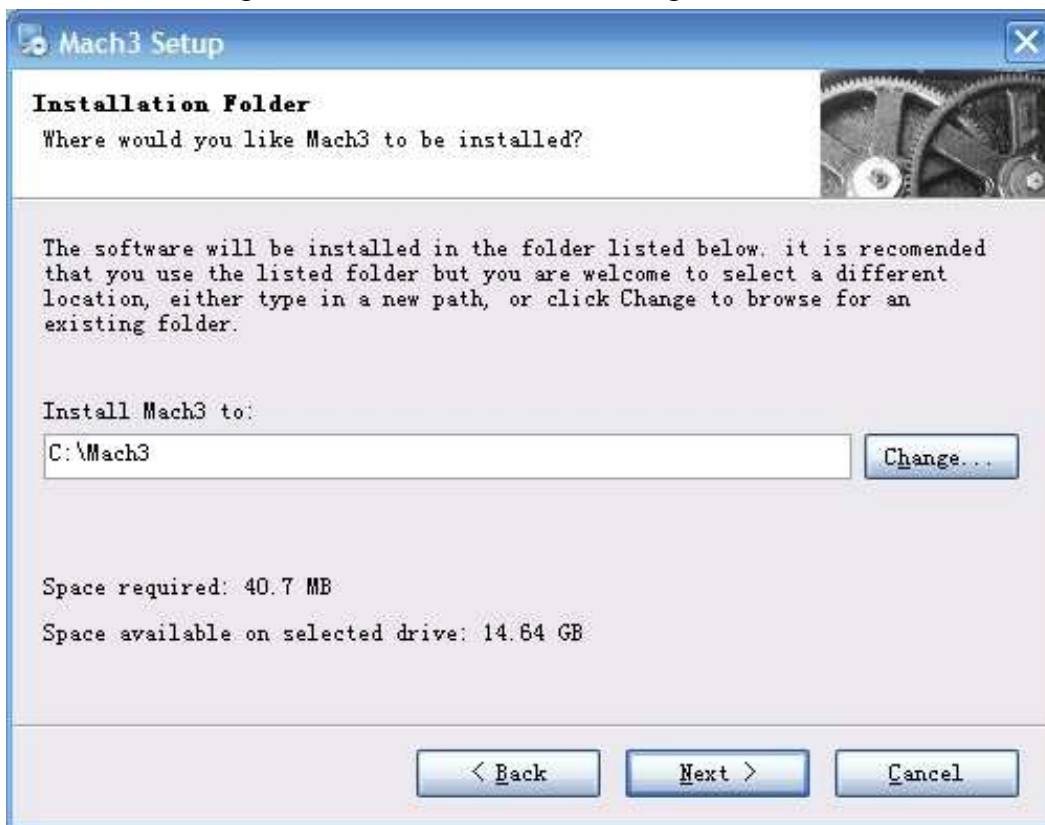 Mach3 Setup
Installation Folder
Where would you like Mach3 to be installed?
The software will be installed in the folder listed below. it is recomended
that you use the listed folder but you are welcome to select a different
location, either type in a new path, or click Change to browse for an
existing folder.
Install Mach3 to:
C:\Mach3
Change...
Space required: 40.7 MB
Space available on selected drive: 14.64 GB
< Back
Next >
Cancel